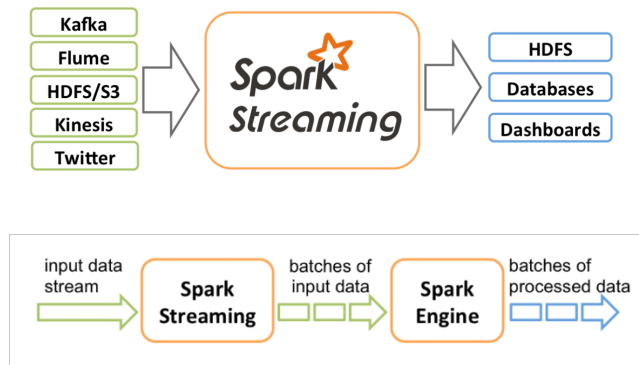 Kafka
Flume
HDFS/S3
Kinesis
Twitter
Spark
Streaming
HDFS
Databases
Dashboards
input data
stream
Spark
Streaming
batches of
input data
Spark
Engine
batches of
processed data